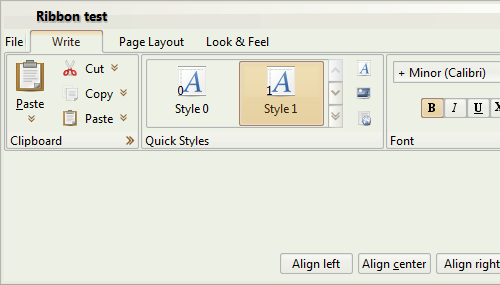 Ribbon test
File Write Page Layout Look & Feel
Paste
Cut
Copy
Paste
Clipboard
0 A
Style 0
1 A
Style 1
A
Quick Styles
+ Minor (Calibri)
B I U X
Font
Align left Align center Align right